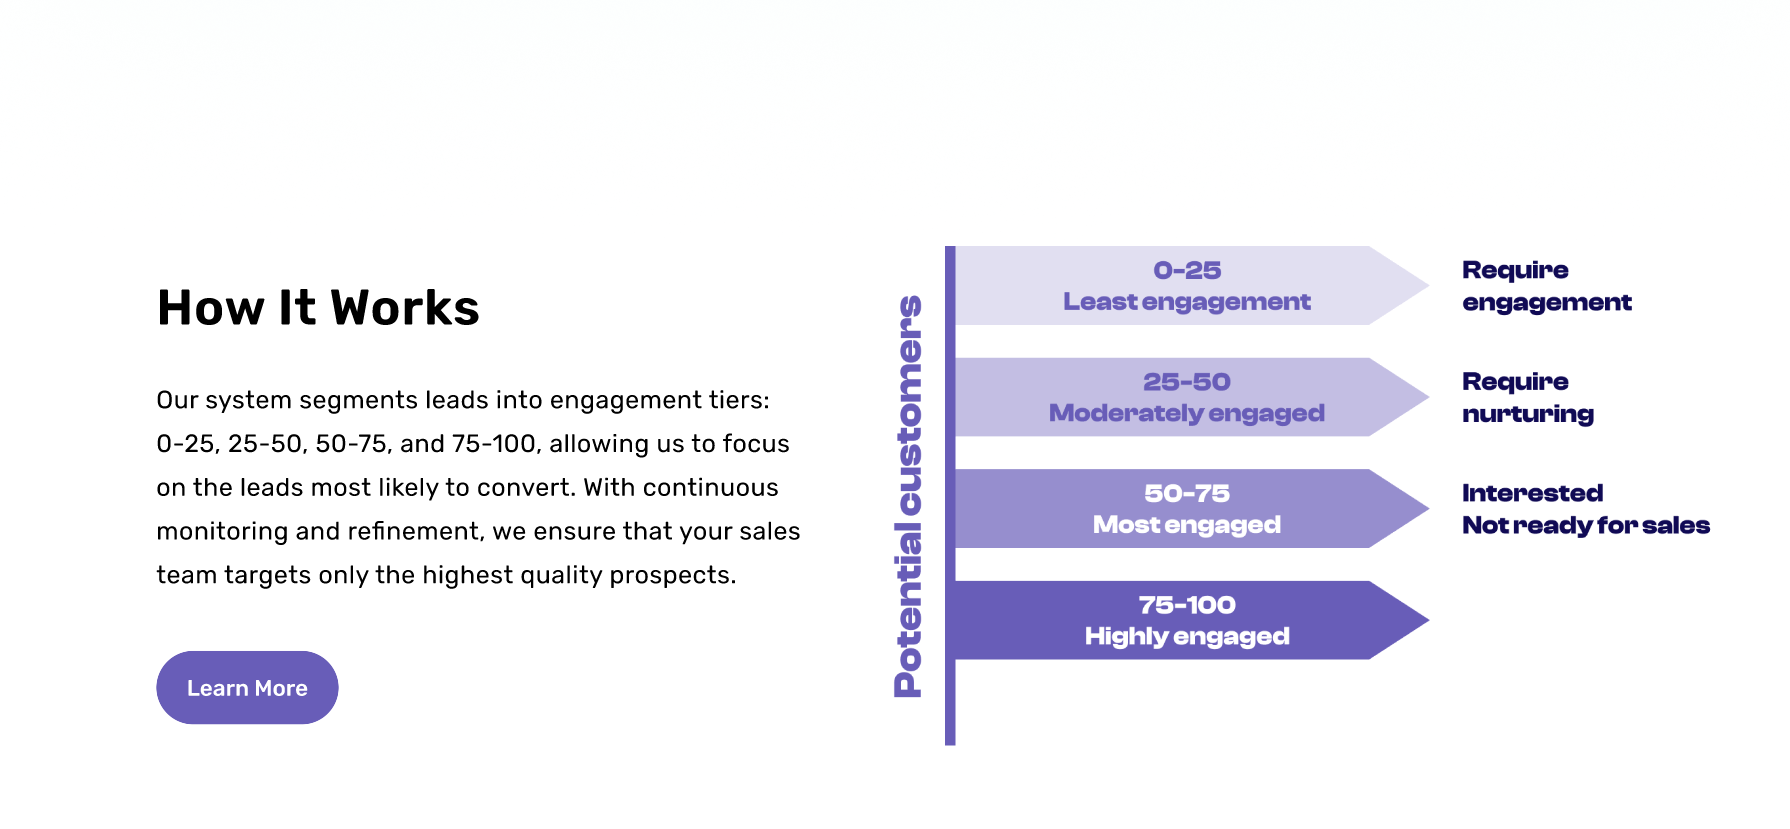 How It Works
Our system segments leads into engagement tiers:
0-25, 25-50, 50-75, and 75-100, allowing us to focus
on the leads most likely to convert. With continuous
monitoring and refinement, we ensure that your sales
team targets only the highest quality prospects.
Learn More
Potential customers
0-25
Least engagement
Require
engagement
25-50
Moderately engaged
Require
nurturing
50-75
Most engaged
Interested
Not ready for sales
75-100
Highly engaged